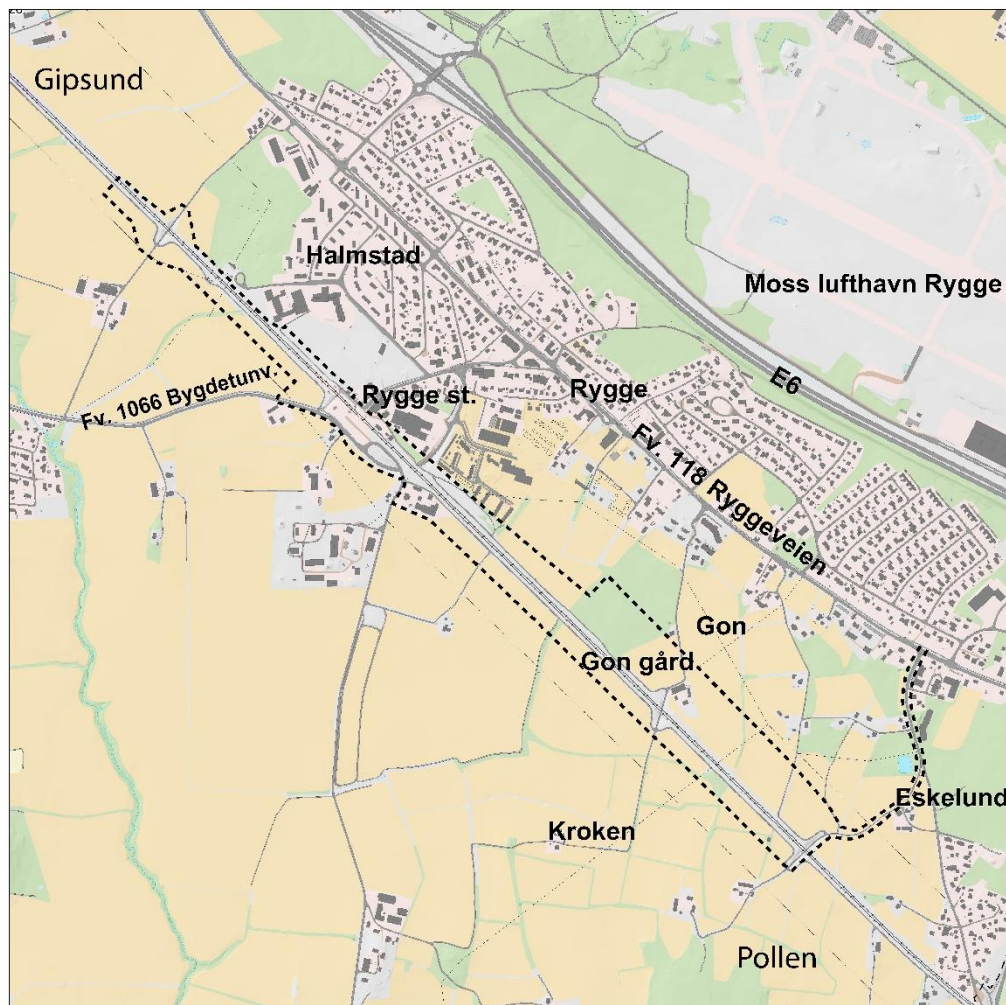 Gipsund
Halmstad
Moss lufthavn Rygge
E6
Fv. 1066 Bygdetunv.
Rygge st.
Rygge
Fv. 118 Ryggeveien
Gon
Gon gård.
Eskelund
Kroken
Pollen